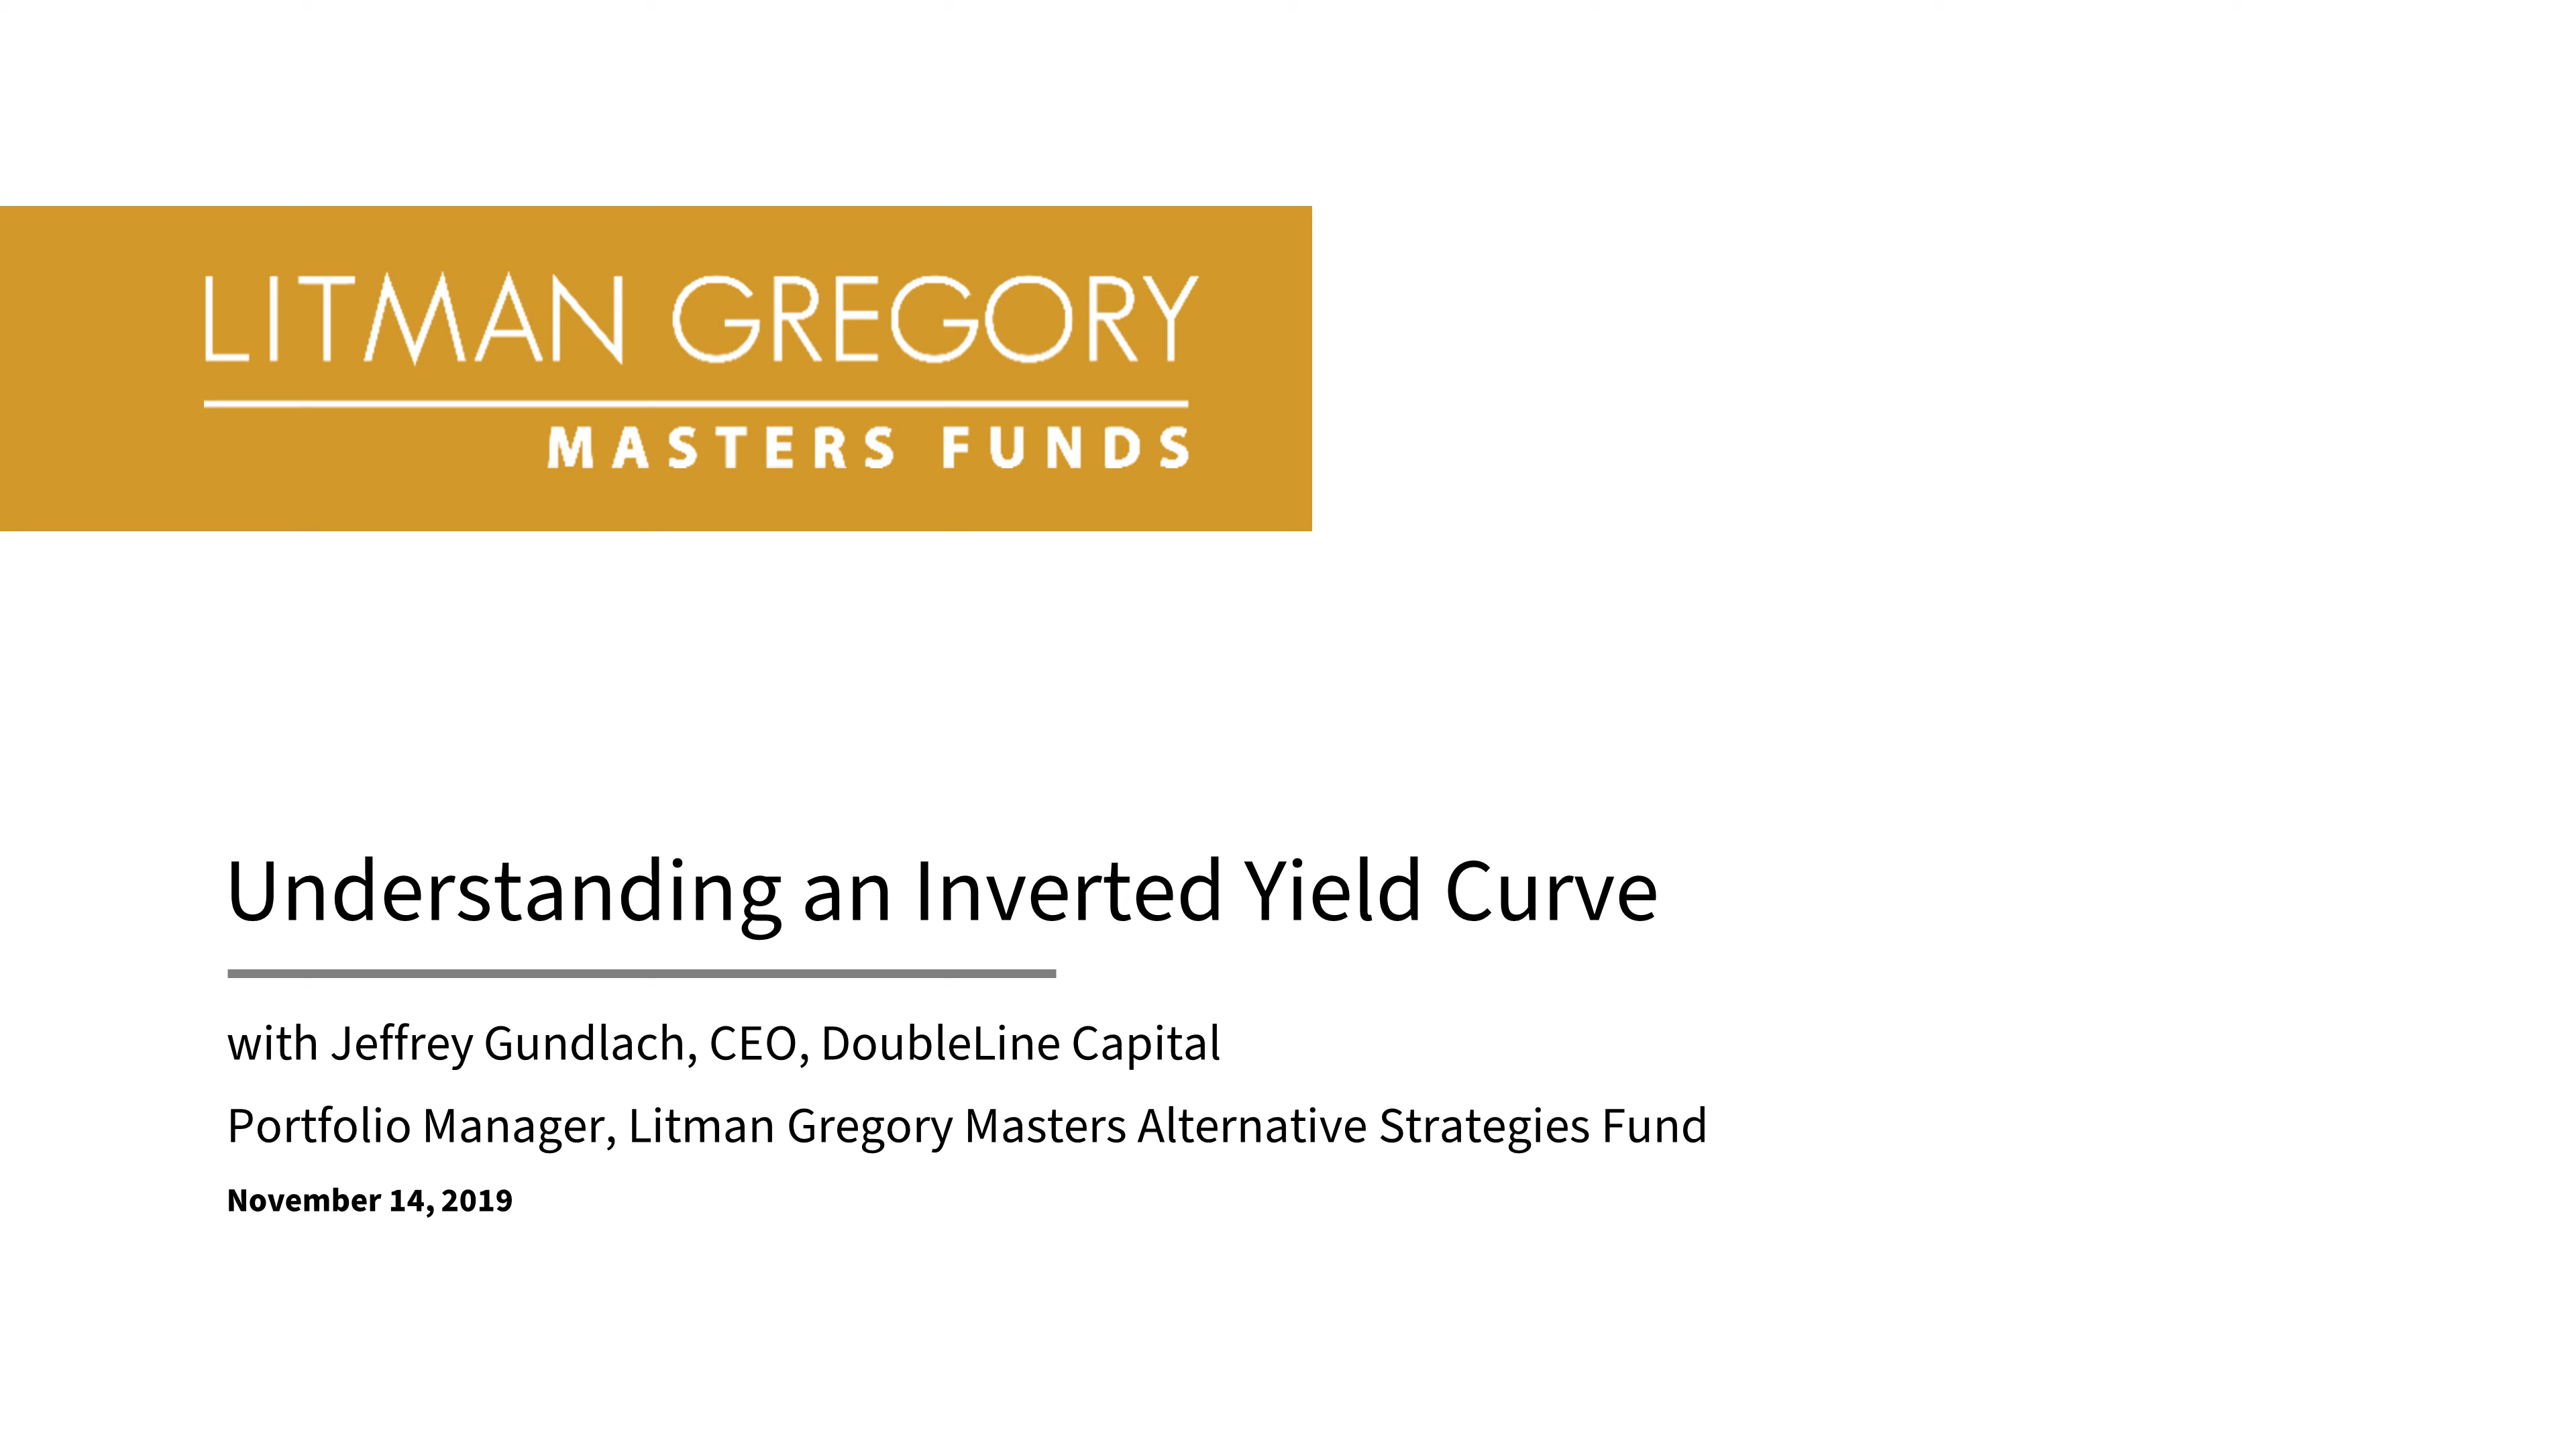 LITMAN GREGORY
MASTERS FUNDS
Understanding an Inverted Yield Curve
with Jeffrey Gundlach, CEO, DoubleLine Capital
Portfolio Manager, Litman Gregory Masters Alternative Strategies Fund
November 14, 2019